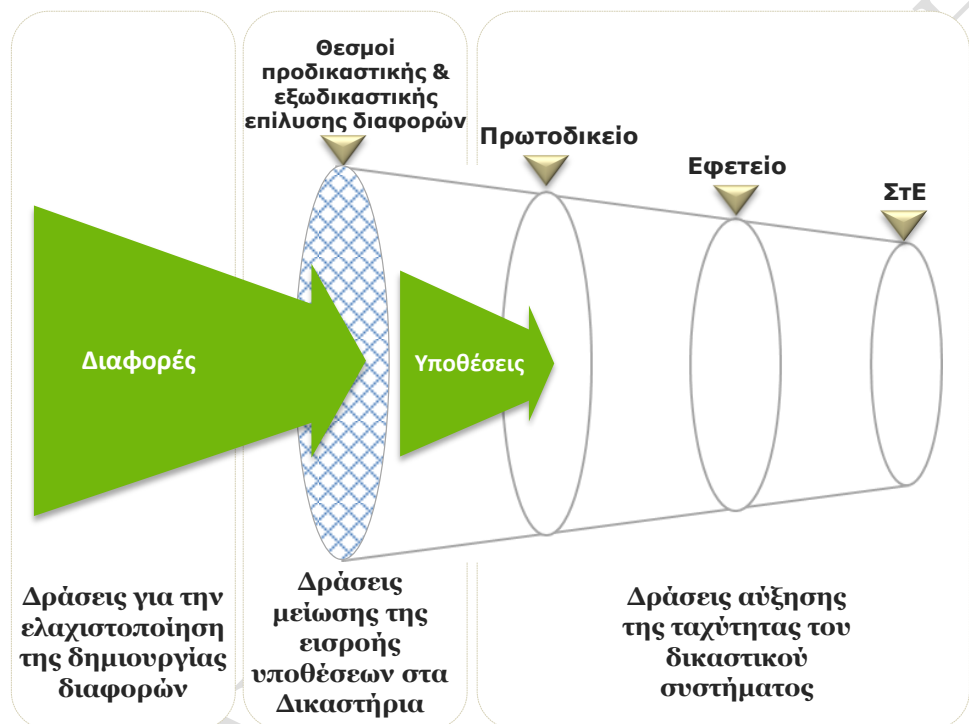 Θεσμοί
προδικαστικής &
εξωδικαστικής
επίλυσης διαφορών
Πρωτοδικείο
Εφετείο
ΣτΕ
Διαφορές
Υποθέσεις
Δράσεις για την
ελαχιστοποίηση
της δημιουργίας
διαφορών
Δράσεις
μείωσης της
εισροής
υποθέσεων στα
Δικαστήρια
Δράσεις αύξησης
της ταχύτητας του
δικαστικού
συστήματος